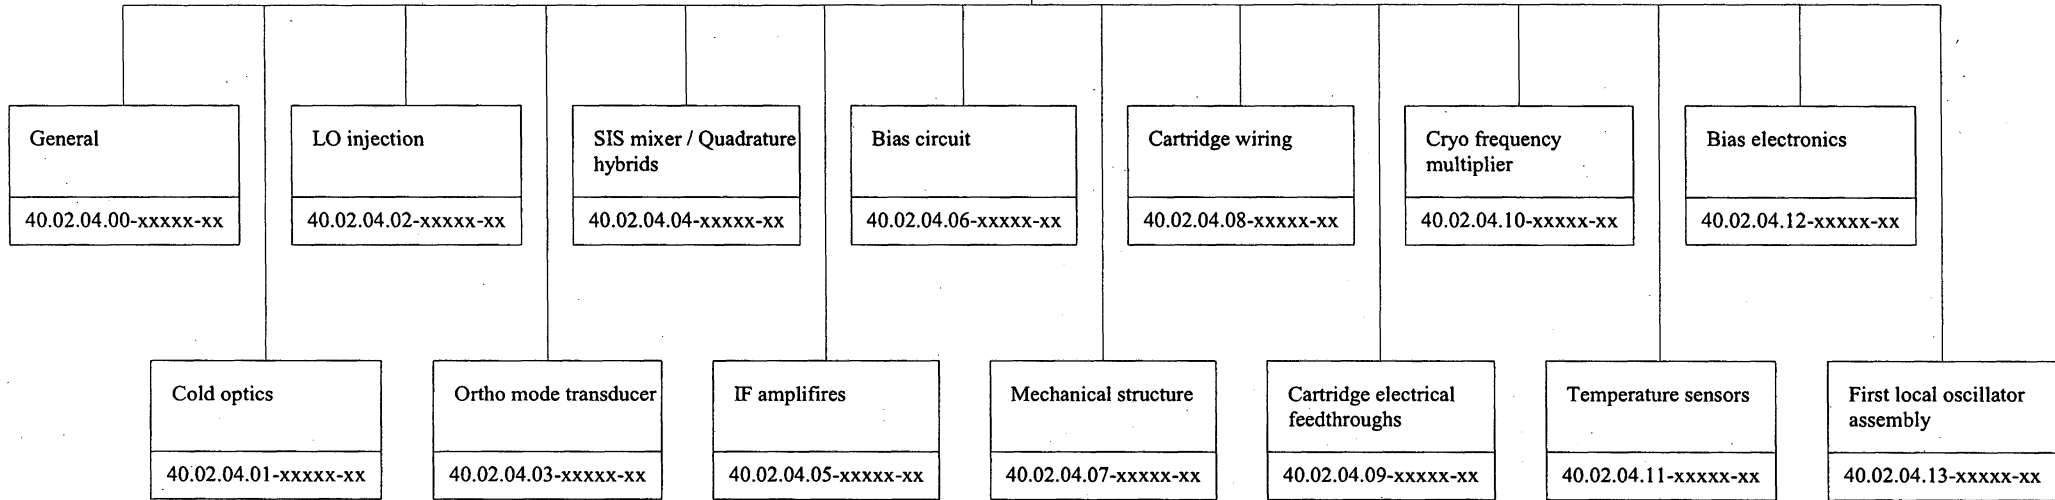 General
40.02.04.00-xxxxx-xx
LO injection
40.02.04.02-xxxxx-xx
SIS mixer / Quadrature
hybrids
40.02.04.04-xxxxx-xx
Bias circuit
40.02.04.06-xxxxx-xx
Cartridge wiring
40.02.04.08-xxxxx-xx
Cryo frequency
multiplier
40.02.04.10-xxxxx-xx
Bias electronics
40.02.04.12-xxxxx-xx
Cold optics
40.02.04.01-xxxxx-xx
Ortho mode transducer
40.02.04.03-xxxxx-xx
IF amplifires
40.02.04.05-xxxxx-xx
Mechanical structure
40.02.04.07-xxxxx-xx
Cartridge electrical
feedthroughs
40.02.04.09-xxxxx-xx
Temperature sensors
40.02.04.11-xxxxx-xx
First local oscillator
assembly
40.02.04.13-xxxxx-xx